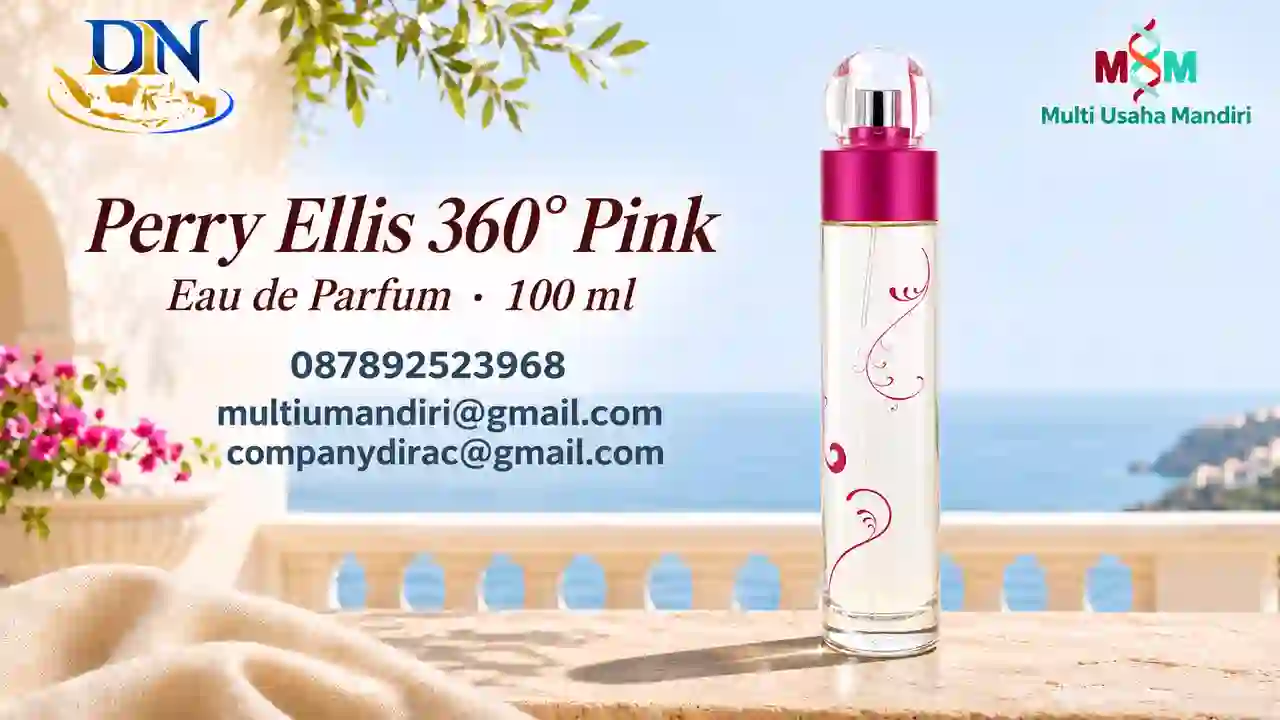 DN
MM
Multi Usaha Mandiri
Perry Ellis 360° Pink
Eau de Parfum · 100 ml
087892523968
multiumandiri@gmail.com
companydirac@gmail.com